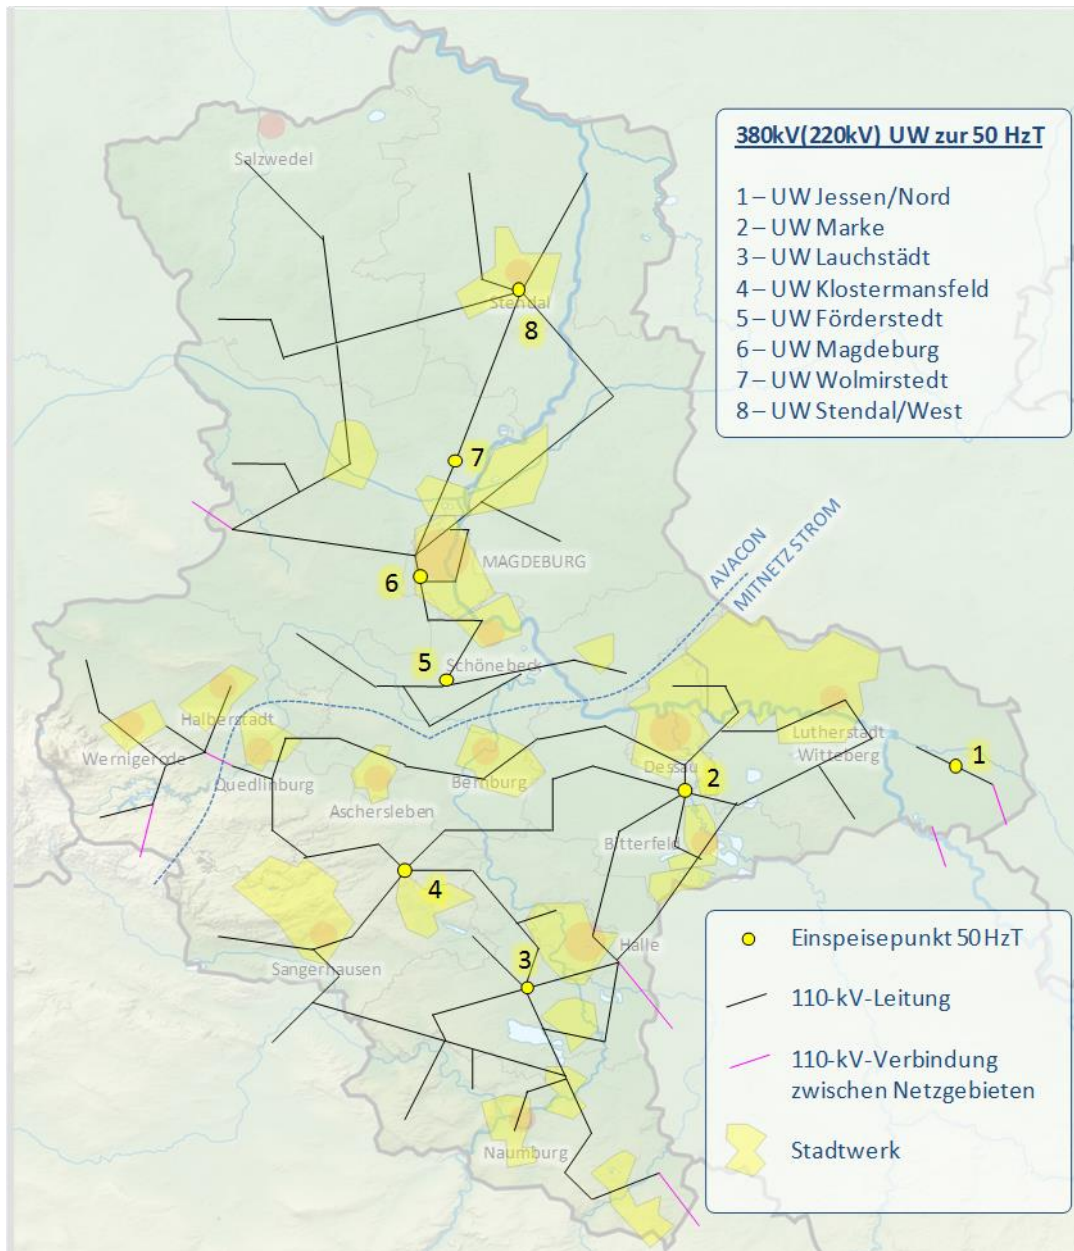 Salzwedel
380kV(220kV) UW zur 50 HzT
1 – UW Jessen/Nord
2 – UW Marke
3 – UW Lauchstädt
4 – UW Klostermansfeld
5 – UW Förderstedt
6 – UW Magdeburg
7 – UW Wolmirstedt
8 – UW Stendal/West
Stendal
8
7
AVACON
MITNETZ STROM
MAGDEBURG
6
5
Schönebeck
Halberstadt
Wernigerode
Quedlinburg
Aschersleben
Bernburg
Dessau
2
Lutherstadt
Witteberg
1
Bitterfeld
4
Halle
3
Sangerhausen
Naumburg
Einspeisepunkt 50 HzT
110-kV-Leitung
110-kV-Verbindung
zwischen Netzgebieten
Stadtwerk